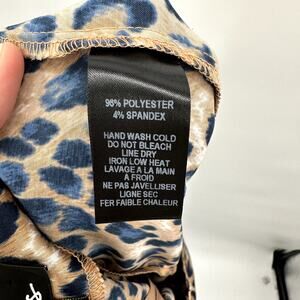 96% POLYESTER
4% SPANDEX
HAND WASH COLD
DO NOT BLEACH
LINE DRY
IRON LOW HEAT
LAVAGE A LA MAIN
A FROID
NE PAS JAVELLISER
LIGNE SEC
FER FAIBLE CHALEUR